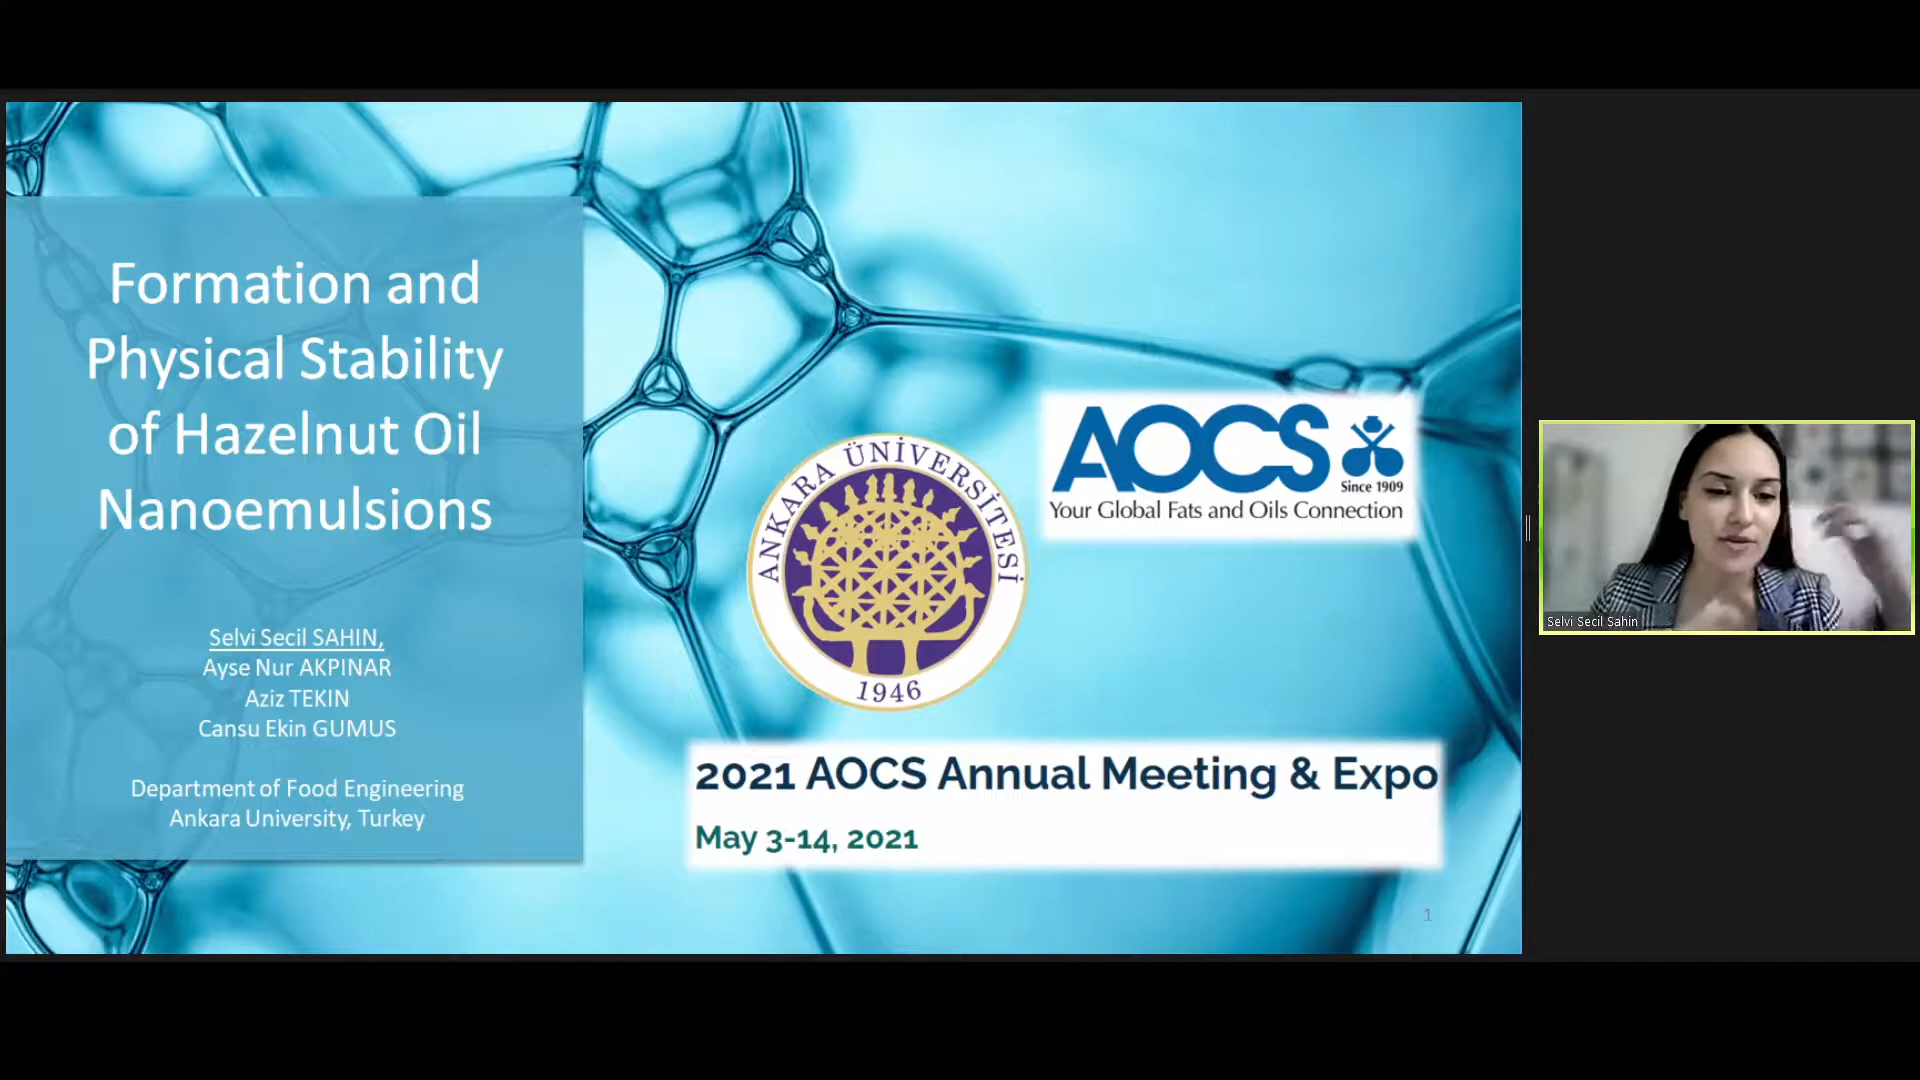 Formation and
Physical Stability
of Hazelnut Oil
Nanoemulsions
Selvi Secil SAHIN,
Ayse Nur AKPINAR
Aziz TEKIN
Cansu Ekin GUMUS
Department of Food Engineering
Ankara University, Turkey
ANKARA ÜNİVERSİTESİ
1946
AOCS
Since 1909
Your Global Fats and Oils Connection
2021 AOCS Annual Meeting & Expo
May 3-14, 2021
1
Selvi Secil Sahin